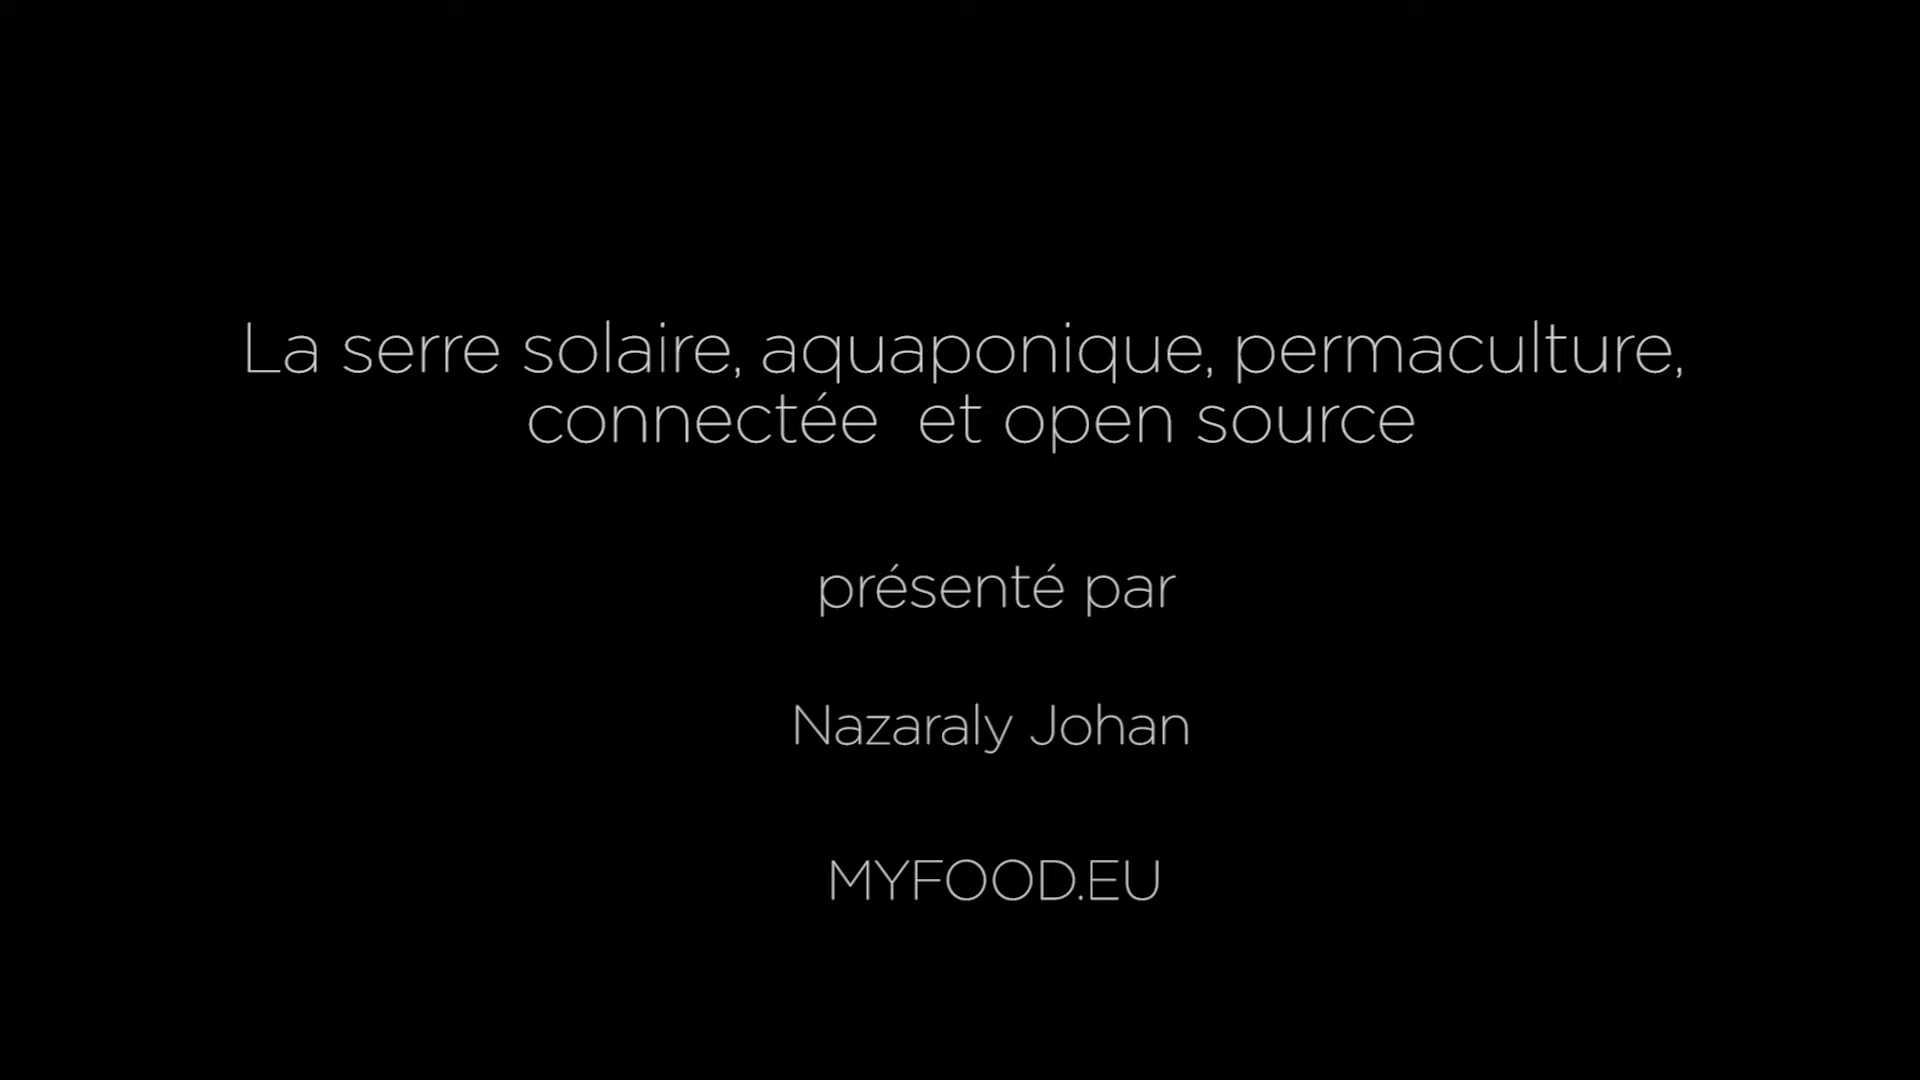 La serre solaire, aquaponique, permaculture,
connectée et open source
présenté par
Nazaraly Johan
MYFOOD.EU